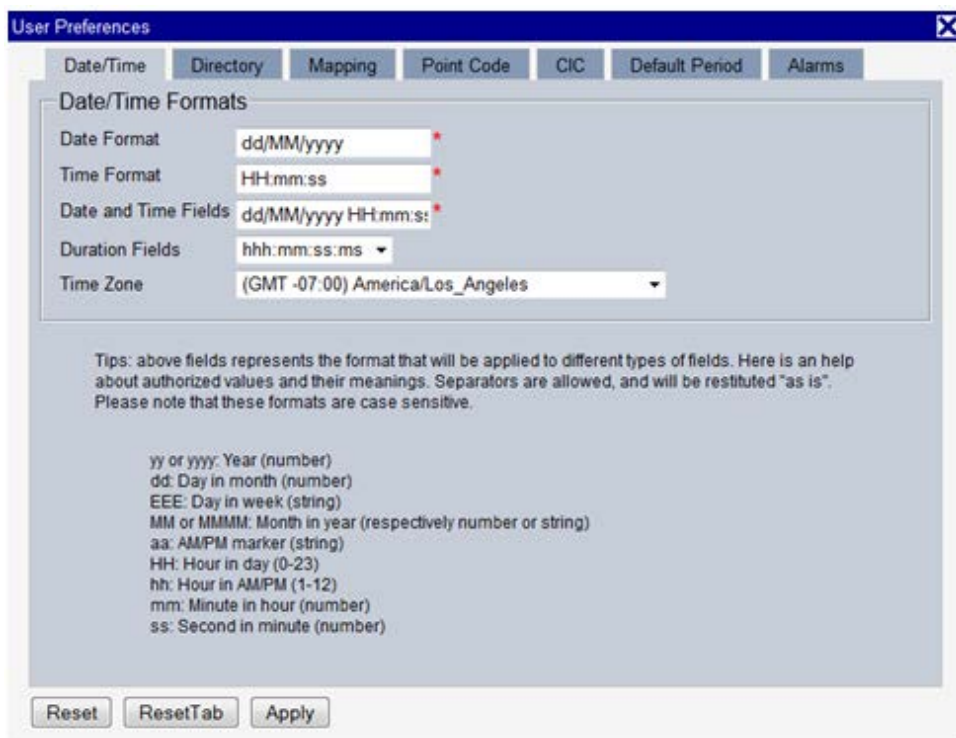 User Preferences
Date/Time Directory Mapping Point Code CIC Default Period Alarms
Date/Time Formats
Date Format dd/MM/yyyy *
Time Format HH:mm:ss *
Date and Time Fields dd/MM/yyyy HH:mm:s *
Duration Fields hhh:mm:ss:ms
Time Zone (GMT -07:00) America/Los_Angeles
Tips: above fields represents the format that will be applied to different types of fields. Here is an help
about authorized values and their meanings. Separators are allowed, and will be restituted "as is".
Please note that these formats are case sensitive.
yy or yyyy: Year (number)
dd: Day in month (number)
EEE: Day in week (string)
MM or MMMM: Month in year (respectively number or string)
aa: AM/PM marker (string)
HH: Hour in day (0-23)
hh: Hour in AM/PM (1-12)
mm: Minute in hour (number)
ss: Second in minute (number)
Reset ResetTab Apply